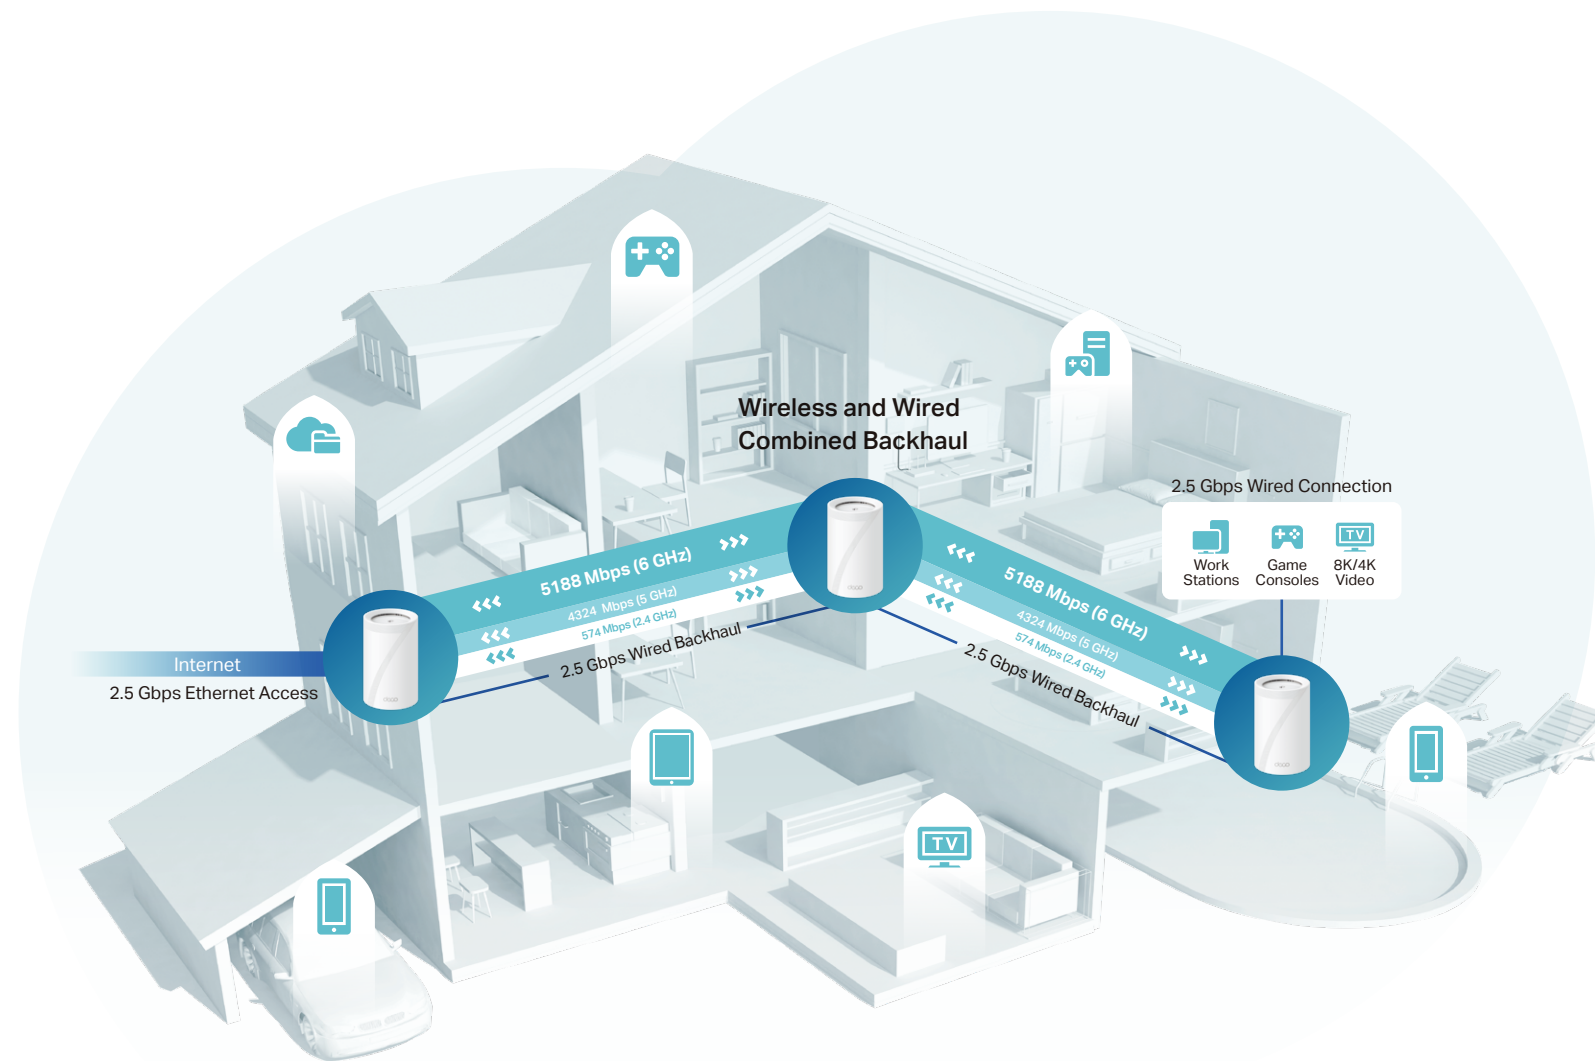 Wireless and Wired
Combined Backhaul
2.5 Gbps Wired Connection
TV
Work
Stations
Game
Consoles
8K/4K
Video
5188 Mbps (6 GHz)
4324 Mbps (5 GHz)
574 Mbps (2.4 GHz)
2.5 Gbps Wired Backhaul
5188 Mbps (6 GHz)
4324 Mbps (5 GHz)
574 Mbps (2.4 GHz)
2.5 Gbps Wired Backhaul
Internet
2.5 Gbps Ethernet Access
deco
deco
deco
TV